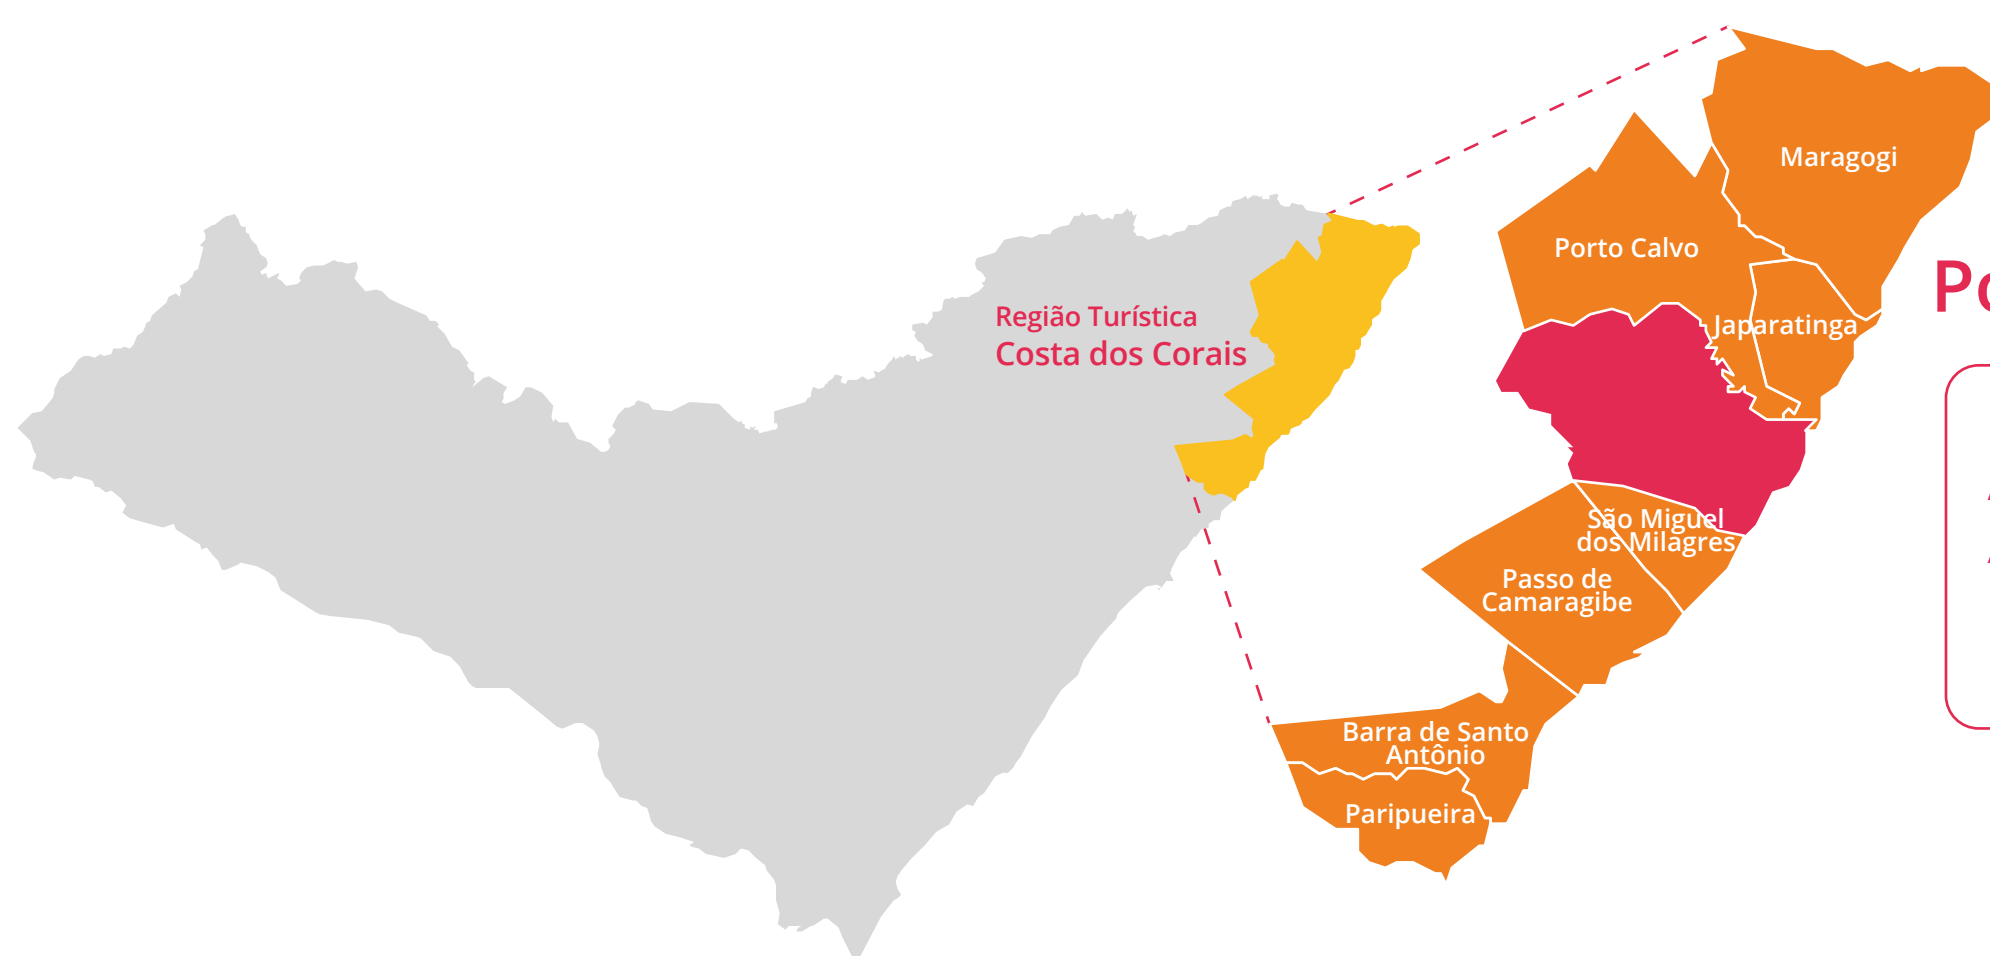 Região Turística
Costa dos Corais
Maragogi
Porto Calvo
Japaratinga
São Miguel
dos Milagres
Passo de
Camaragibe
Barra de Santo
Antônio
Paripueira